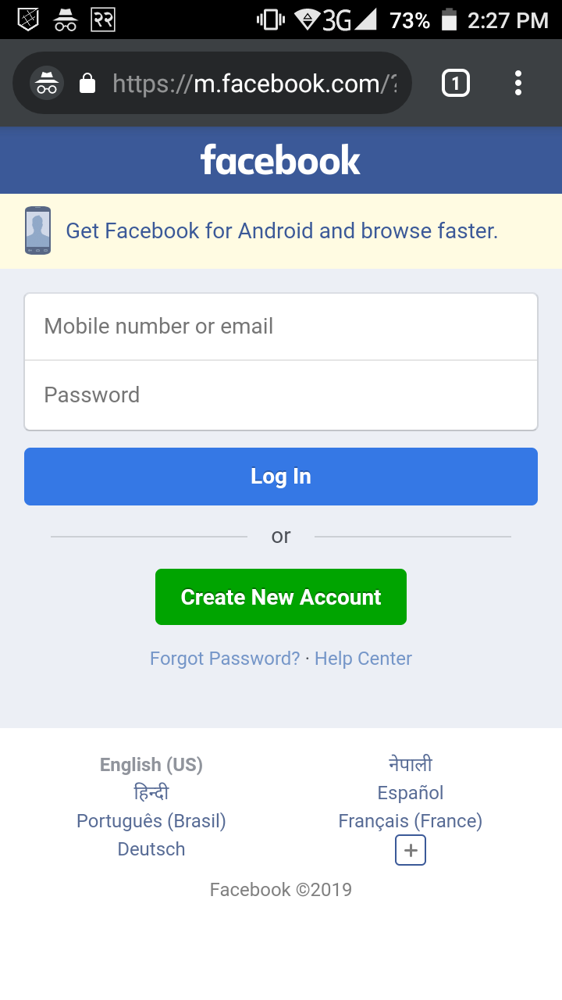 २२ 3G 73% 2:27 PM
https://m.facebook.com/? 1
facebook
Get Facebook for Android and browse faster.
Mobile number or email
Password
Log In
or
Create New Account
Forgot Password? · Help Center
English (US) नेपाली
हिन्दी Español
Português (Brasil) Français (France)
Deutsch +
Facebook ©2019